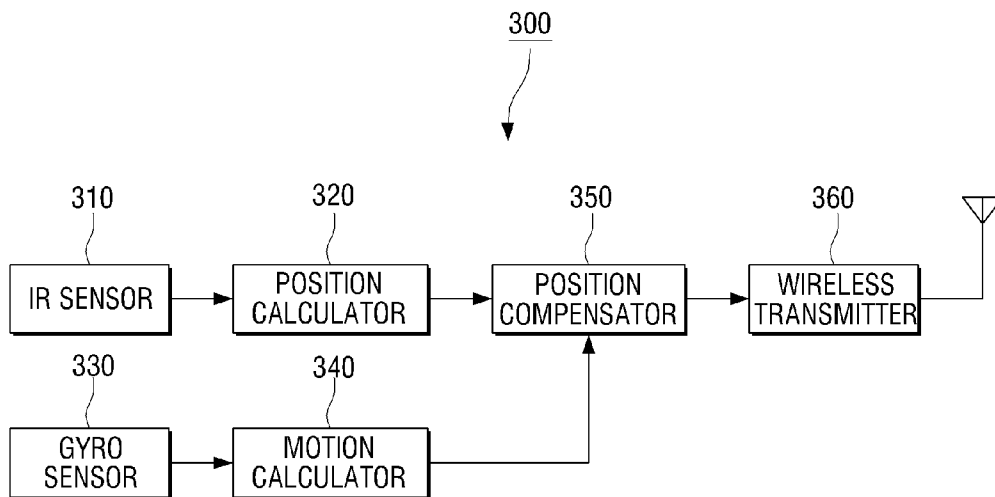 300
310
320
350
360
IR SENSOR
POSITION
CALCULATOR
POSITION
COMPENSATOR
WIRELESS
TRANSMITTER
330
340
GYRO
SENSOR
MOTION
CALCULATOR